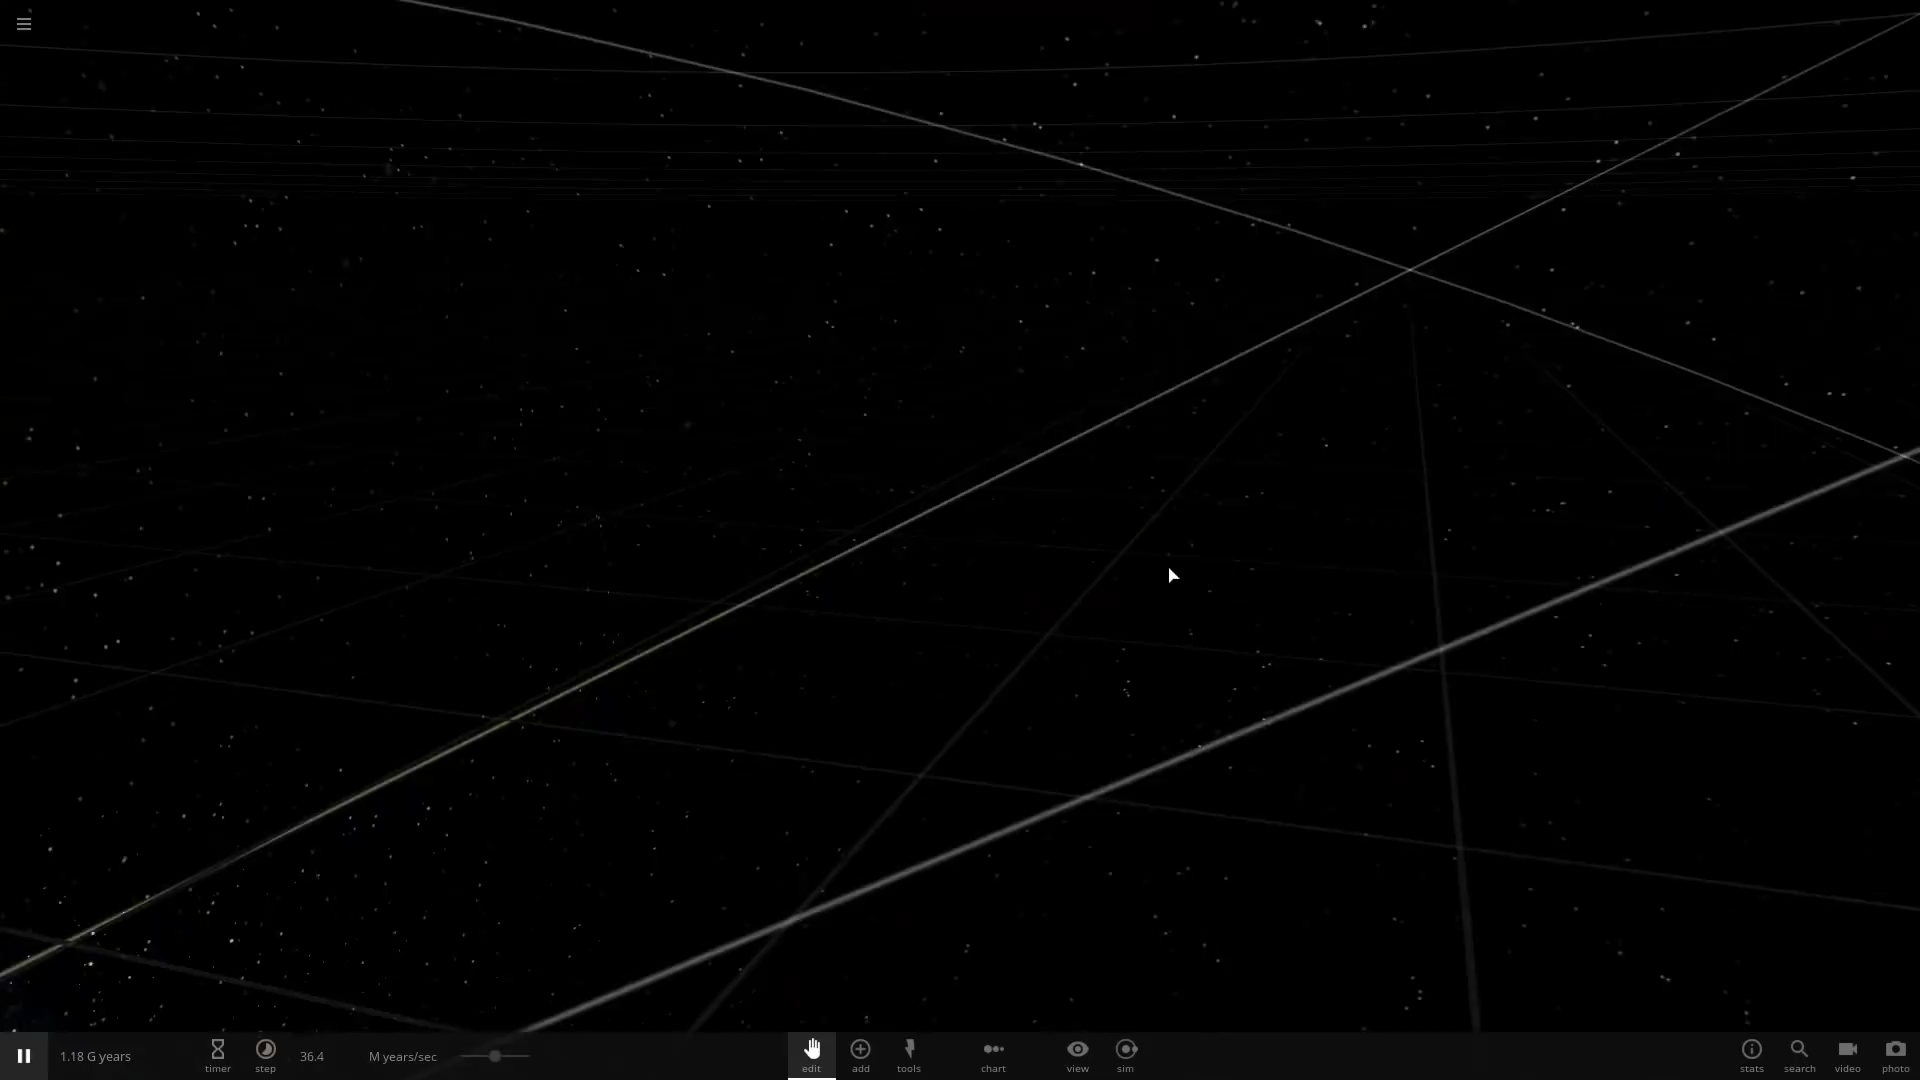 1.18 G years
timer
step
36.4
M years/sec
edit
add
tools
chart
view
sim
stats
search
video
photo